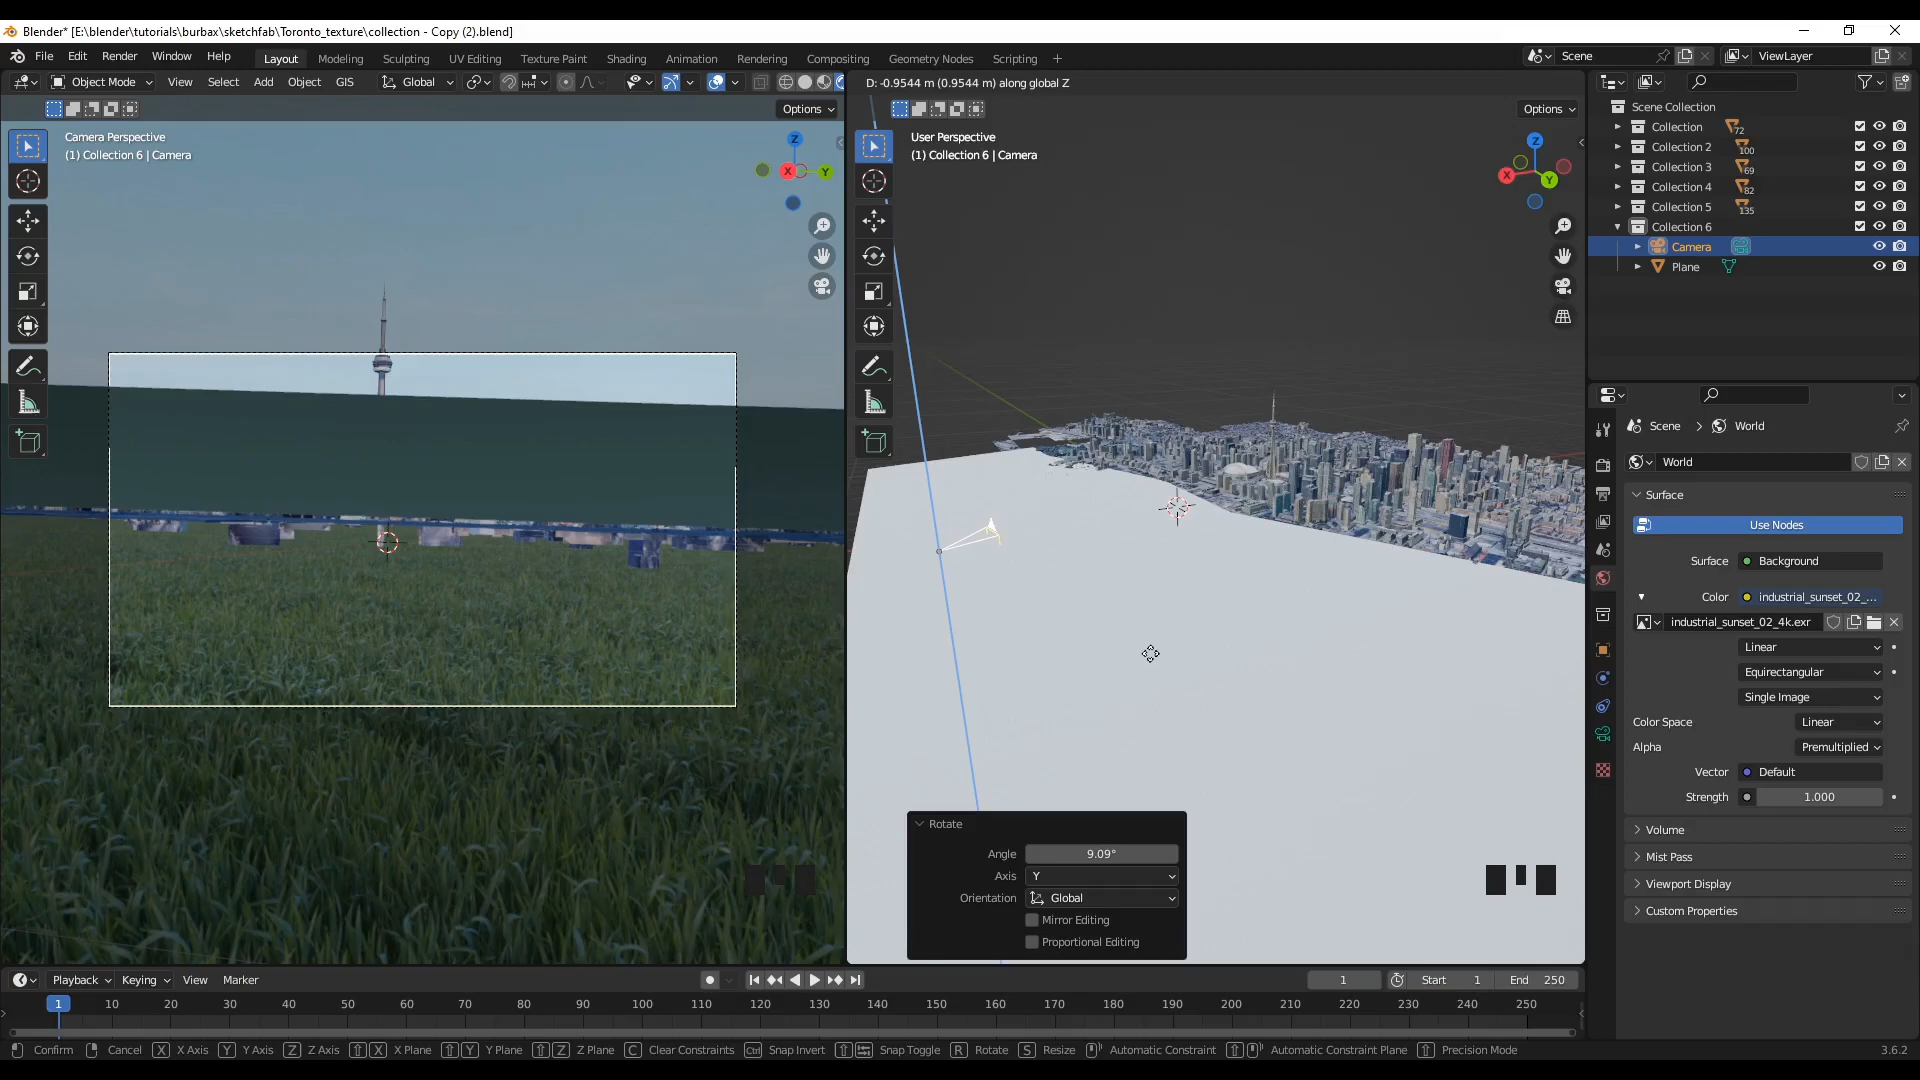 Blender* [E:\blender\tutorials\burbax\sketchfab\Toronto_texture\collection - Copy (2).blend]
File Edit Render Window Help Layout Modeling Sculpting UV Editing Texture Paint Shading Animation Rendering Compositing Geometry Nodes Scripting + Scene ViewLayer
Object Mode View Select Add Object GIS Global D: -0.9544 m (0.9544 m) along global Z
Options Options
Camera Perspective
(1) Collection 6 | Camera
User Perspective
(1) Collection 6 | Camera
Z
X
Y
Z
X
Y
Scene Collection
Collection 72
Collection 2 100
Collection 3 69
Collection 4 82
Collection 5 135
Collection 6
Camera
Plane
Scene > World
World
Surface
Use Nodes
Surface Background
Color industrial_sunset_02_...
industrial_sunset_02_4k.exr
Linear
Equirectangular
Single Image
Color Space Linear
Alpha Premultiplied
Vector Default
Strength 1.000
Volume
Mist Pass
Viewport Display
Custom Properties
Rotate
Angle 9.09°
Axis Y
Orientation Global
Mirror Editing
Proportional Editing
Playback Keying View Marker 1 Start 1 End 250
1 10 20 30 40 50 60 70 80 90 100 110 120 130 140 150 160 170 180 190 200 210 220 230 240 250
Confirm Cancel X X Axis Y Y Axis Z Z Axis X X Plane Y Y Plane Z Z Plane C Clear Constraints Ctrl Snap Invert Snap Toggle R Rotate S Resize Automatic Constraint Automatic Constraint Plane Precision Mode 3.6.2